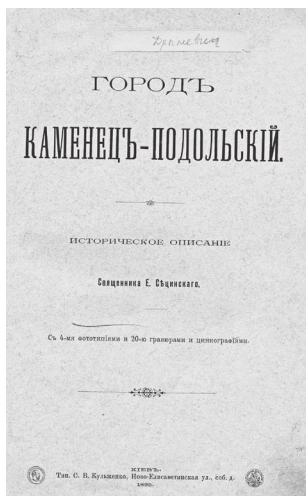 ГОРОДЪ
КАМЕНЕЦЪ-ПОДОЛЬСКІЙ.
ИСТОРИЧЕСКОЕ ОПИСАНІЕ
Священника Е. Сѣцинскаго.
Съ 4-мя фототипіями и 20-ю гравюрами и цинкографіями.
КІЕВЪ.
Тип. С. В. Кульженко, Ново-Елисаветинская ул., соб. д.
1895.